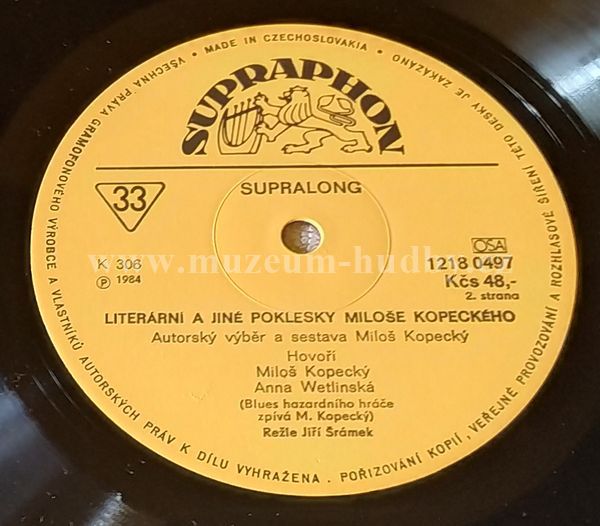 VŠECHNA PRÁVA GRAMOFONOVÉHO VÝROBCE A VLASTNÍKŮ AUTORSKÝCH PRÁV K DÍLU VYHRAŽENA . POŘIZOVÁNÍ KOPIÍ , VEŘEJNÉ PROVOZOVÁNÍ A ROZHLASOVÉ ŠÍŘENÍ TÉTO DESKY JE ZAKÁZÁNO • MADE IN CZECHOSLOVAKIA •
SUPRAPHON
33
SUPRALONG
OSA
K 306
1218 0497
℗ 1984
Kčs 48,-
2. strana
www.muzeum-hudby.cz
LITERÁRNÍ A JINÉ POKLESKY MILOŠE KOPECKÉHO
Autorský výběr a sestava Miloš Kopecký
Hovoří
Miloš Kopecký
Anna Wetlinská
(Blues hazardního hráče
zpívá M. Kopecký)
Režie Jiří Šrámek